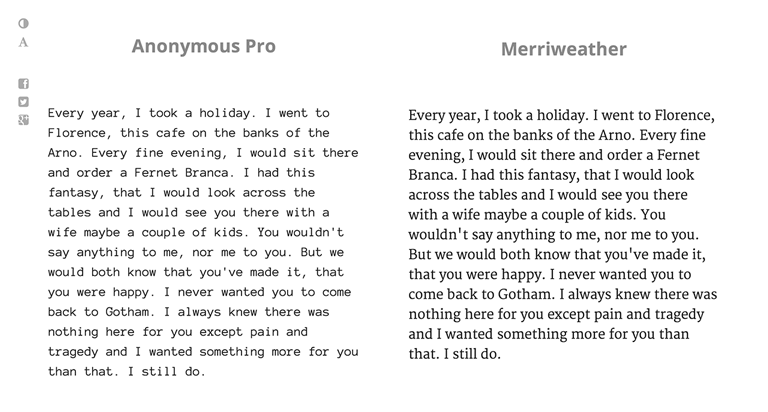 A
Anonymous Pro
Every year, I took a holiday. I went to
Florence, this cafe on the banks of the
Arno. Every fine evening, I would sit there
and order a Fernet Branca. I had this
fantasy, that I would look across the
tables and I would see you there with a
wife maybe a couple of kids. You wouldn't
say anything to me, nor me to you. But we
would both know that you've made it, that
you were happy. I never wanted you to come
back to Gotham. I always knew there was
nothing here for you except pain and
tragedy and I wanted something more for you
than that. I still do.
Merriweather
Every year, I took a holiday. I went to Florence,
this cafe on the banks of the Arno. Every fine
evening, I would sit there and order a Fernet
Branca. I had this fantasy, that I would look
across the tables and I would see you there
with a wife maybe a couple of kids. You
wouldn't say anything to me, nor me to you.
But we would both know that you've made it,
that you were happy. I never wanted you to
come back to Gotham. I always knew there was
nothing here for you except pain and tragedy
and I wanted something more for you than
that. I still do.